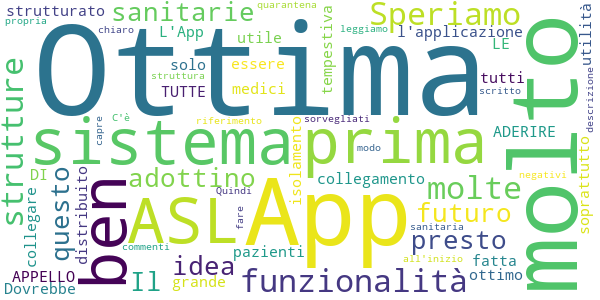 strutturato sanitarie quarantena Speriamo
propria chiaro L'App utile leggiamo l'applicazione utilità
Ottima
struttura solo essere tempestiva LE
TUTTE medici tutti scritto descrizione
strutture C'è riferimento sorvegliati ADERIRE molto
sistema prima
capre modo
DI adottino isolamento collegamento molte negativi
collegare questo distribuito ben ASL Quindi App futuro soprattutto
fare sanitaria
Il idea pazienti presto
commenti all'inizio fatta
APPELLO grande funzionalità ottimo
Dovrebbe